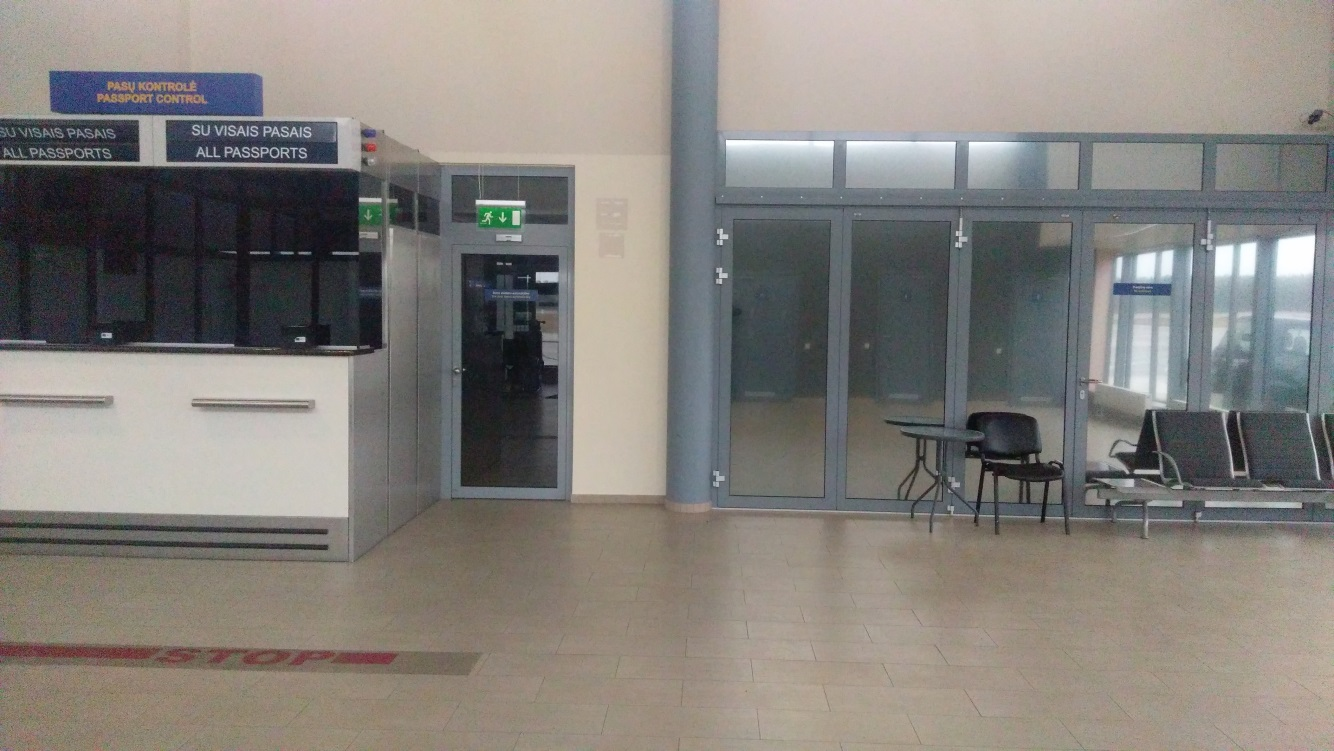 PASŲ KONTROLĖ
PASSPORT CONTROL
SU VISAIS PASAIS
ALL PASSPORTS
SU VISAIS PASAIS
ALL PASSPORTS
STOP